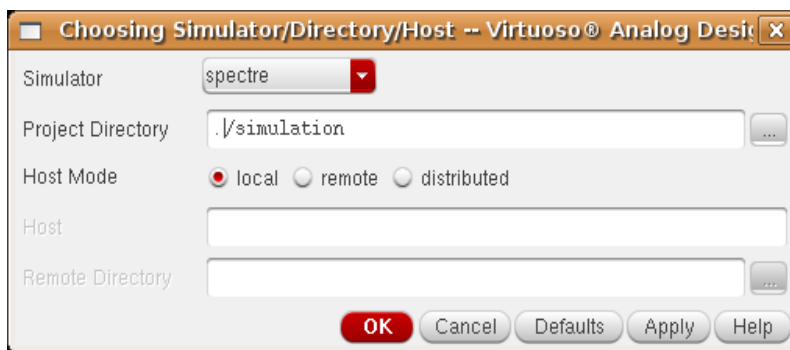 Choosing Simulator/Directory/Host -- Virtuoso® Analog Desig
Simulator spectre
Project Directory ./simulation ...
Host Mode local remote distributed
Host
Remote Directory ...
OK Cancel Defaults Apply Help